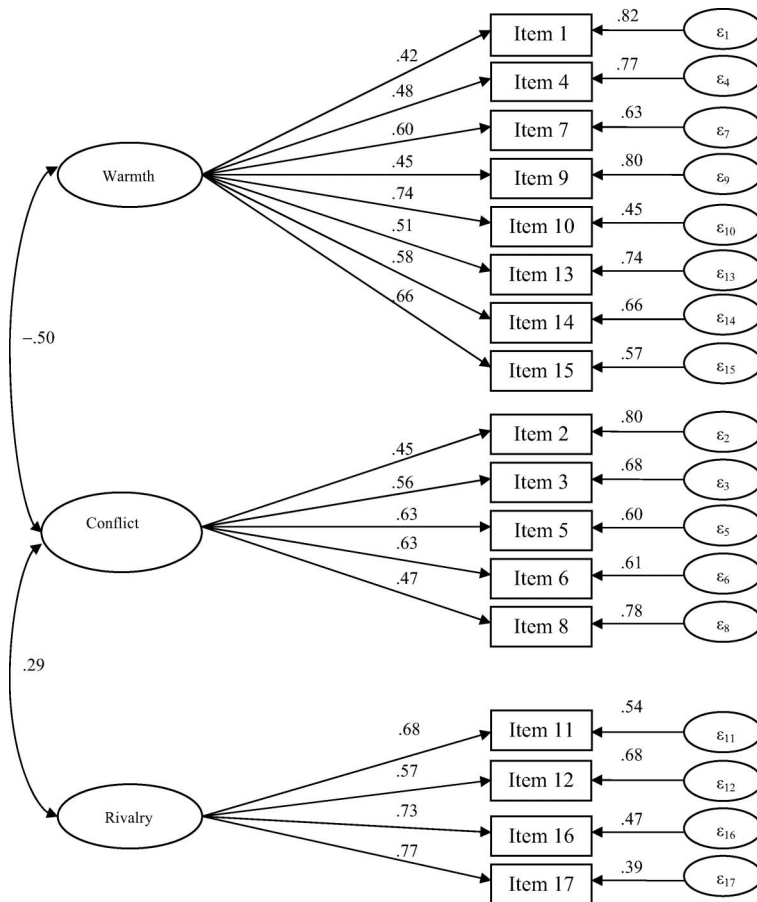 .82
Item 1
ε1
.42
.77
Item 4
ε4
.48
.63
Item 7
ε7
.60
.80
Warmth
.45
Item 9
ε9
.74
.45
Item 10
ε10
.51
.74
Item 13
ε13
.58
.66
Item 14
ε14
.66
.57
Item 15
ε15
–.50
.80
Item 2
ε2
.45
.68
Item 3
ε3
.56
.60
Conflict
.63
Item 5
ε5
.63
.61
Item 6
ε6
.47
.78
Item 8
ε8
.29
.54
Item 11
ε11
.68
.68
Item 12
ε12
.57
.47
Rivalry
.73
Item 16
ε16
.77
.39
Item 17
ε17